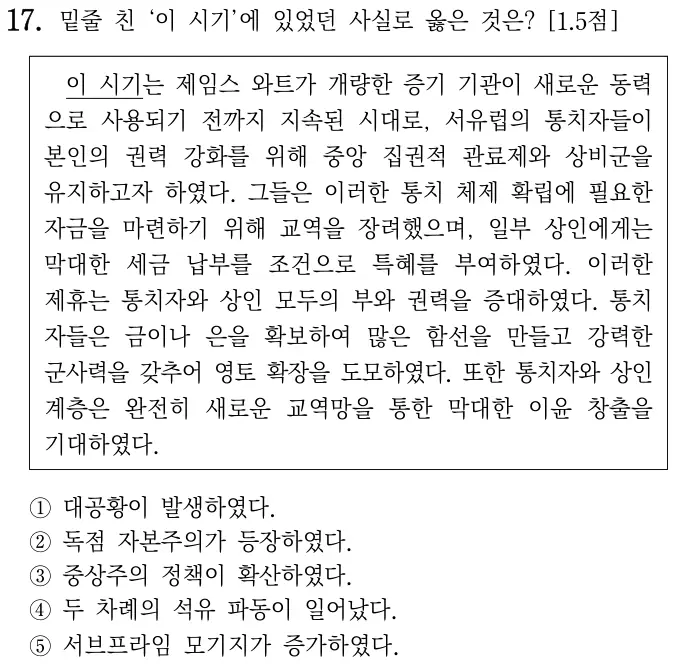 17. 밑줄 친 ‘이 시기’에 있었던 사실로 옳은 것은? [1.5점]
이 시기는 제임스 와트가 개량한 증기 기관이 새로운 동력
으로 사용되기 전까지 지속된 시대로, 서유럽의 통치자들이
본인의 권력 강화를 위해 중앙 집권적 관료제와 상비군을
유지하고자 하였다. 그들은 이러한 통치 체제 확립에 필요한
자금을 마련하기 위해 교역을 장려했으며, 일부 상인에게는
막대한 세금 납부를 조건으로 특혜를 부여하였다. 이러한
제휴는 통치자와 상인 모두의 부와 권력을 증대하였다. 통치
자들은 금이나 은을 확보하여 많은 함선을 만들고 강력한
군사력을 갖추어 영토 확장을 도모하였다. 또한 통치자와 상인
계층은 완전히 새로운 교역망을 통한 막대한 이윤 창출을
기대하였다.
① 대공황이 발생하였다.
② 독점 자본주의가 등장하였다.
③ 중상주의 정책이 확산하였다.
④ 두 차례의 석유 파동이 일어났다.
⑤ 서브프라임 모기지가 증가하였다.